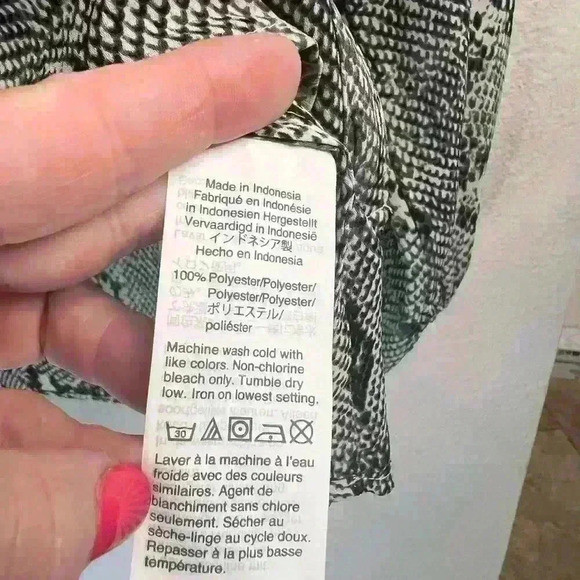 Made in Indonesia
Fabriqué en Indonésie
in Indonesien Hergestellt
Vervaardigd in Indonesië
インドネシア製
Hecho en Indonesia
100% Polyester/Polyester/
Polyester/Polyester/
ポリエステル/
poliéster
Machine wash cold with
like colors. Non-chlorine
bleach only. Tumble dry
low. Iron on lowest setting.
30
Laver à la machine à l'eau
froide avec des couleurs
similaires. Agent de
blanchiment sans chlore
seulement. Sécher au
sèche-linge au cycle doux.
Repasser à la plus basse
température.